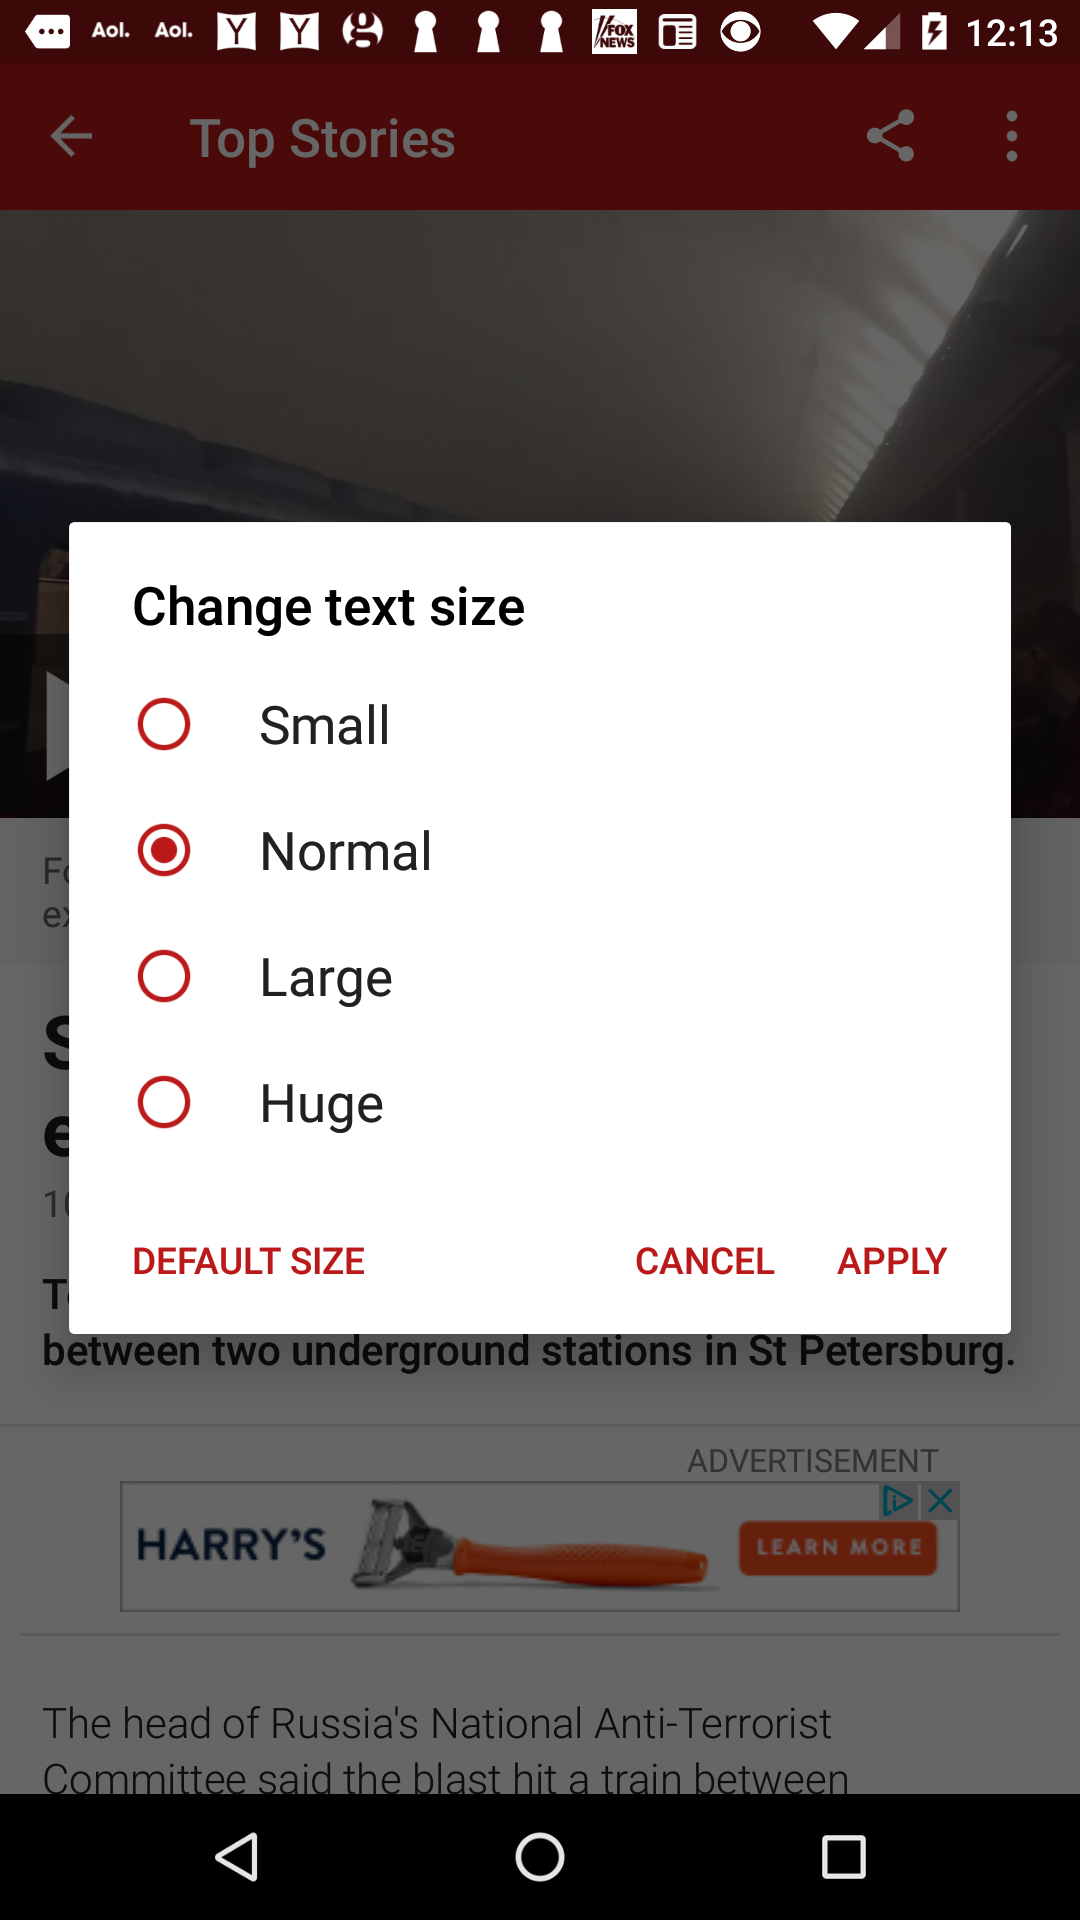 Aol. Aol. Y Y g FOX NEWS 12:13
Top Stories
Change text size
Small
Normal
Large
Huge
DEFAULT SIZE CANCEL APPLY
between two underground stations in St Petersburg.
ADVERTISEMENT
HARRY'S LEARN MORE
The head of Russia's National Anti-Terrorist
Committee said the blast hit a train between